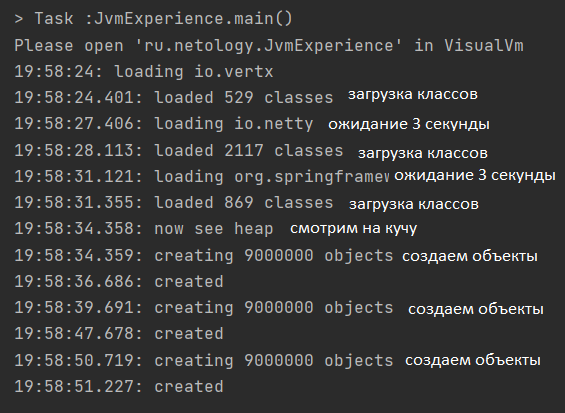 > Task :JvmExperience.main()
Please open 'ru.netology.JvmExperience' in VisualVm
19:58:24: loading io.vertx
19:58:24.401: loaded 529 classes загрузка классов
19:58:27.406: loading io.netty ожидание 3 секунды
19:58:28.113: loaded 2117 classes загрузка классов
19:58:31.121: loading org.springframew ожидание 3 секунды
19:58:31.355: loaded 869 classes загрузка классов
19:58:34.358: now see heap смотрим на кучу
19:58:34.359: creating 9000000 objects создаем объекты
19:58:36.686: created
19:58:39.691: creating 9000000 objects создаем объекты
19:58:47.678: created
19:58:50.719: creating 9000000 objects создаем объекты
19:58:51.227: created